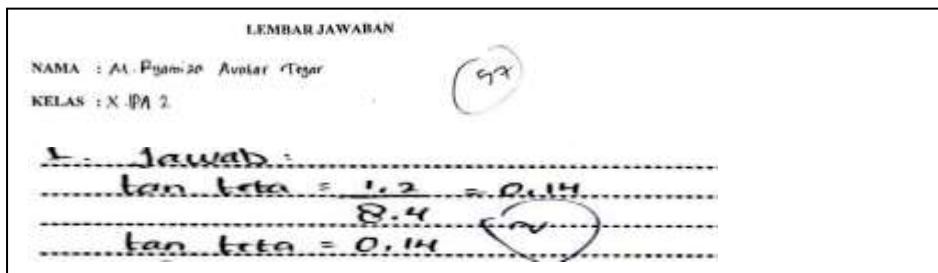 LEMBAR JAWABAN
NAMA : M. Avatar Tegar
KELAS : X IPA 2
97
1. Jawab :
tan teta = 1.2 / 8.4 = 0.14
tan teta = 0.14